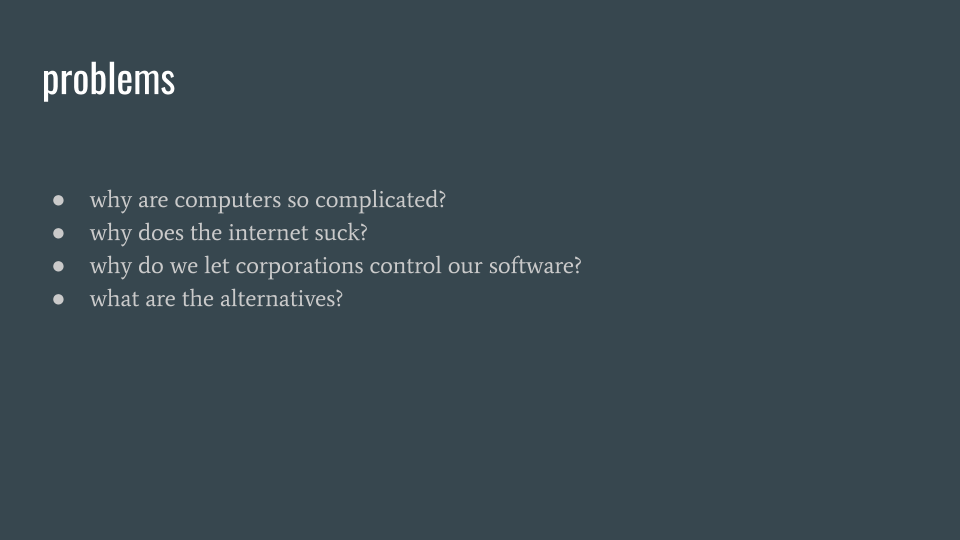 problems
● why are computers so complicated?
● why does the internet suck?
● why do we let corporations control our software?
● what are the alternatives?